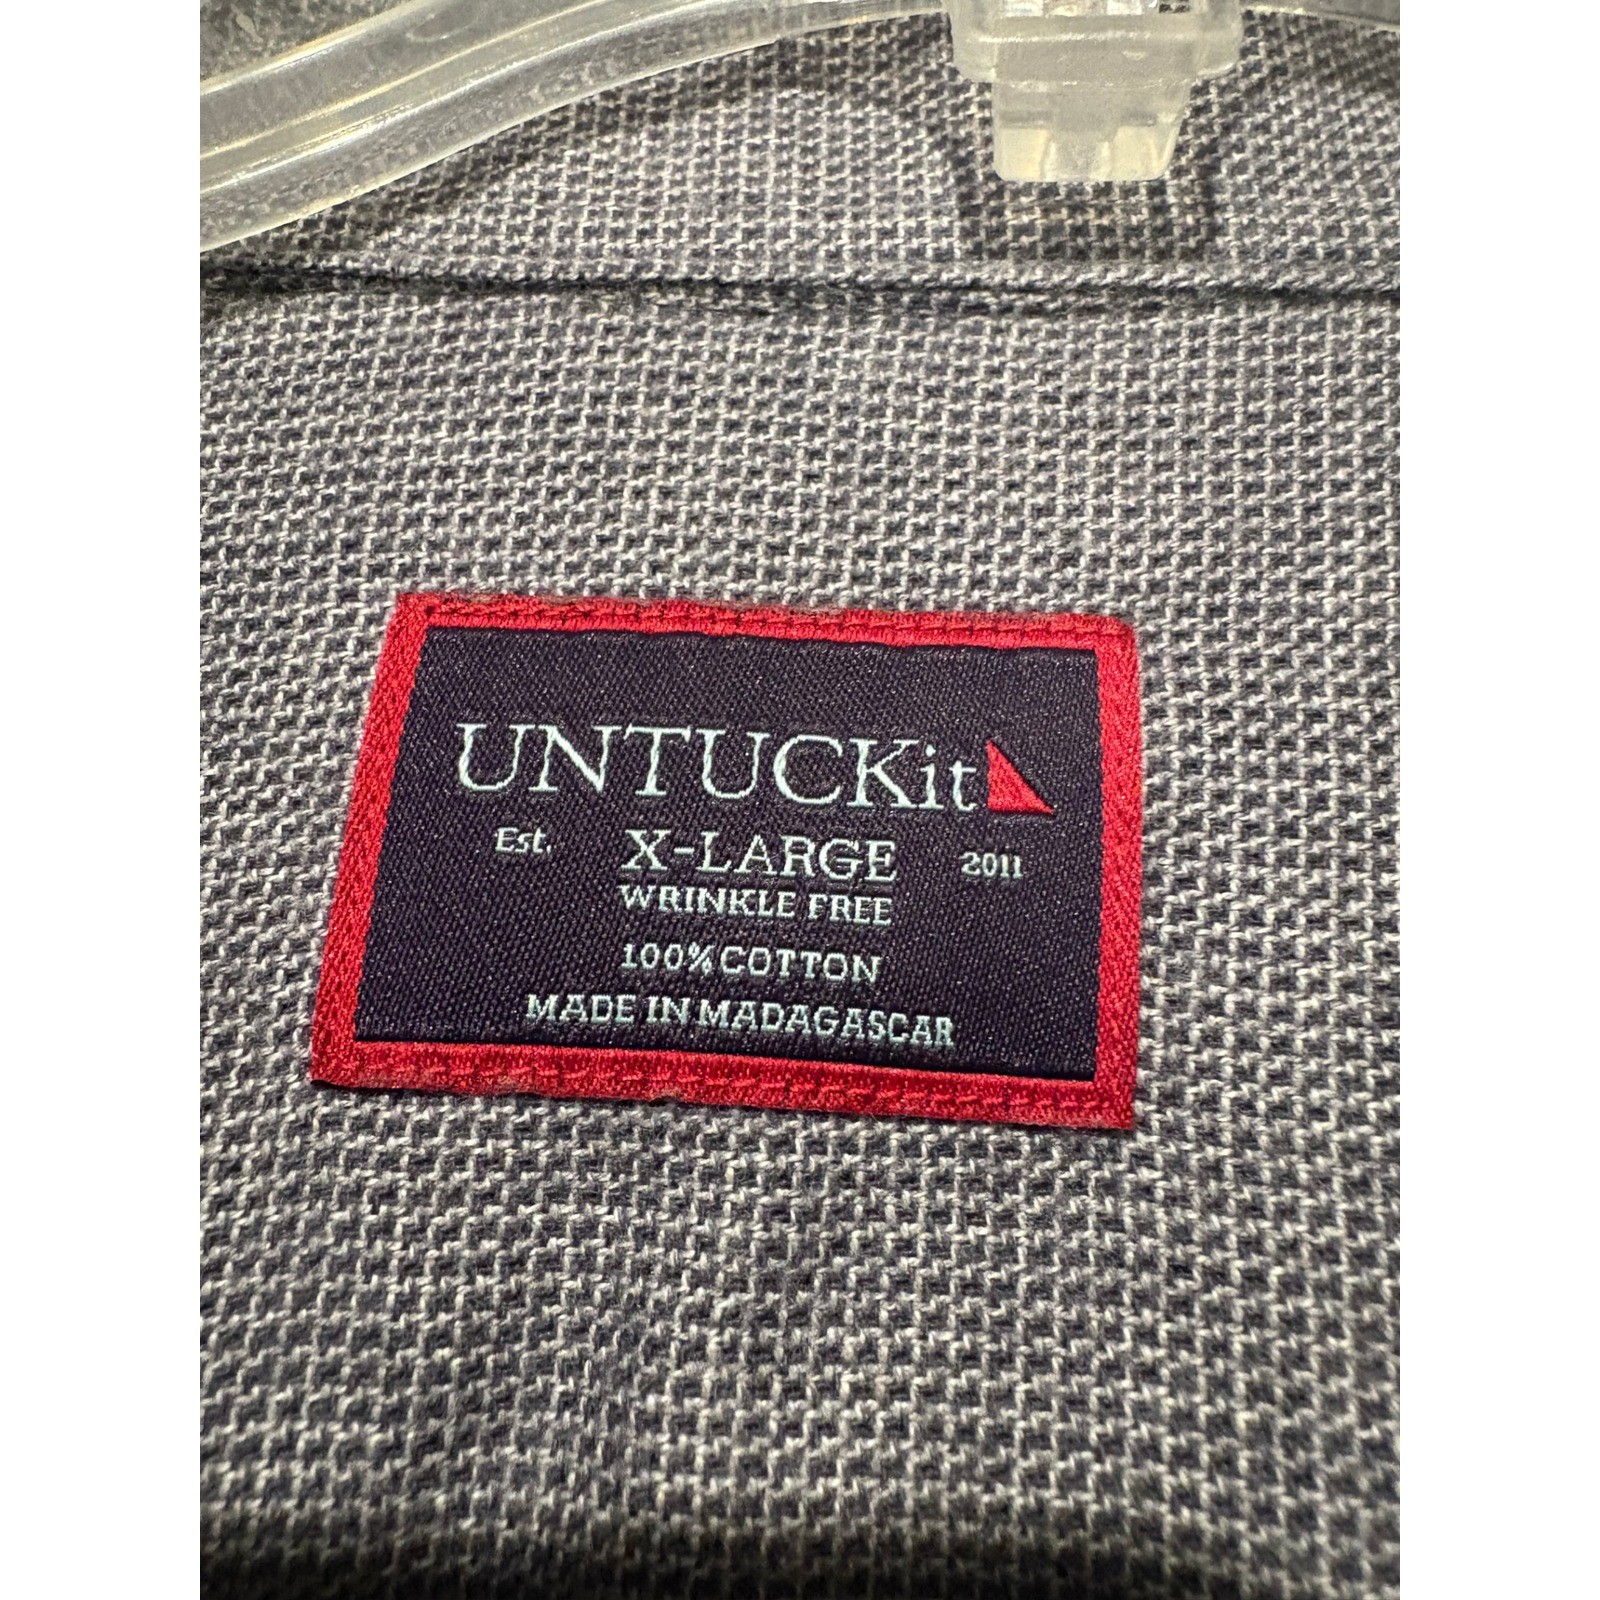 UNTUCKit
Est. X-LARGE 2011
WRINKLE FREE
100% COTTON
MADE IN MADAGASCAR